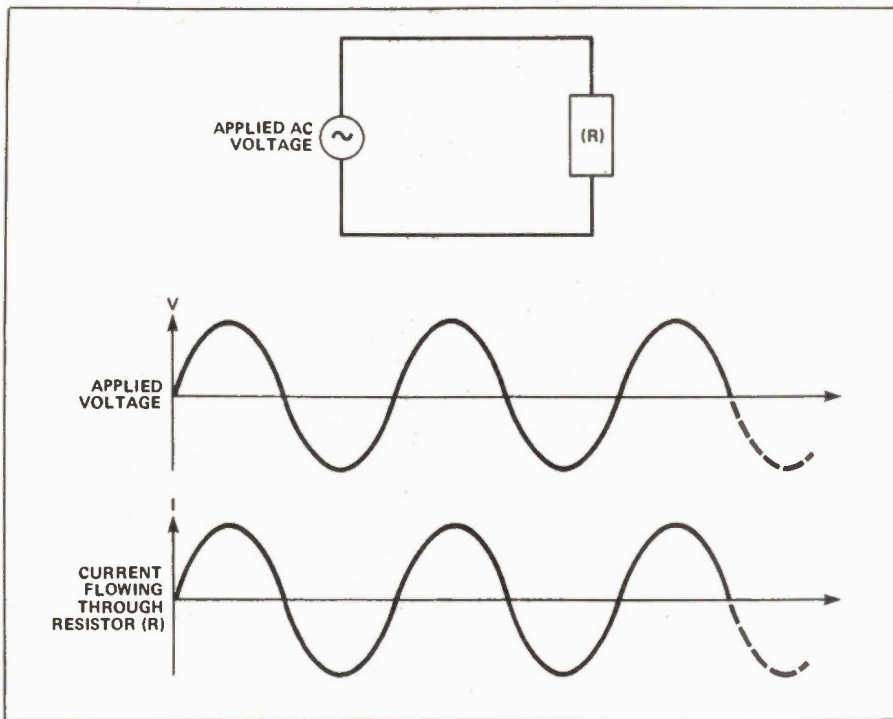 APPLIED AC
VOLTAGE
(R)
V
APPLIED
VOLTAGE
I
CURRENT
FLOWING
THROUGH
RESISTOR (R)